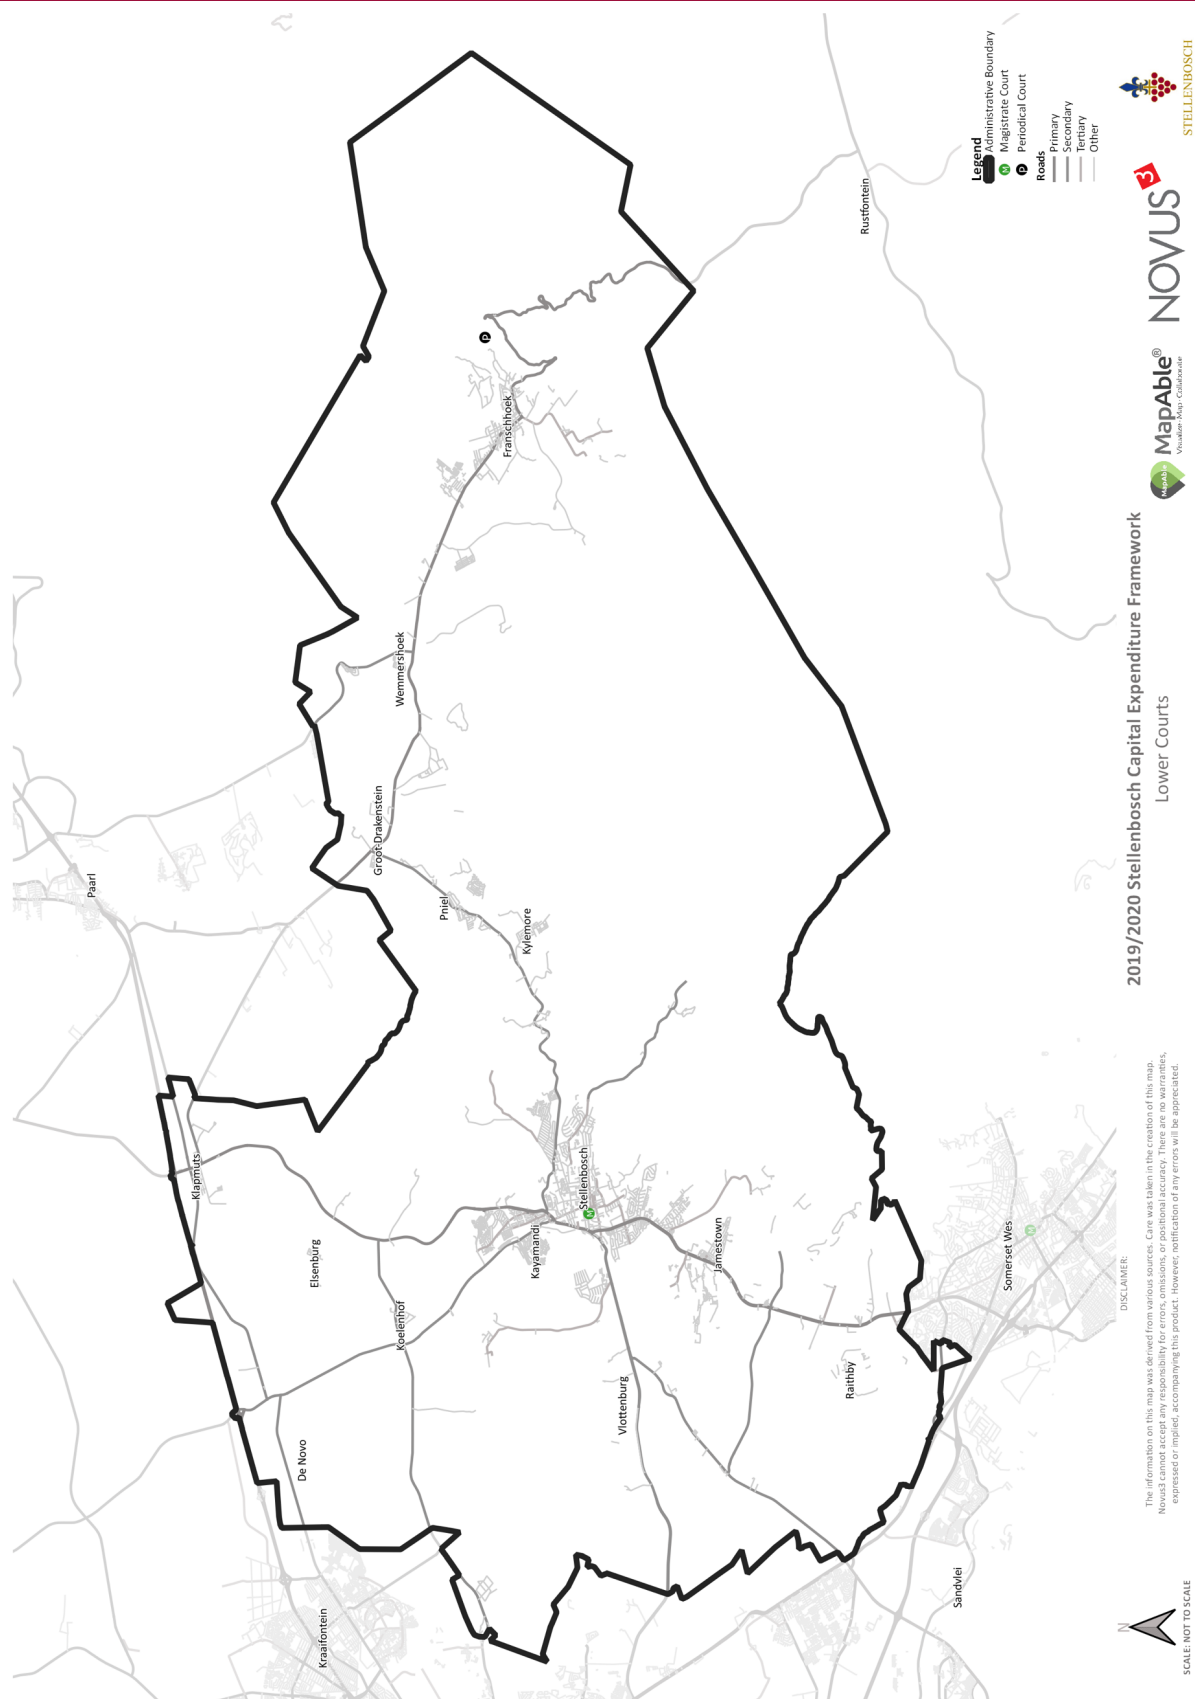 Paarl
Klapmuts
Elsenburg
De Novo
Koelenhof
Kraaifontein
Groot-Drakenstein
Wemmershoek
Pniel
Kylemore
Franschhoek
P
Kayamandi
Stellenbosch
M
Jamestown
Vlottenburg
Raithby
Somerset Wes
M
Sandvlei
Rustfontein
Legend
Administrative Boundary
M Magistrate Court
P Periodical Court
Roads
Primary
Secondary
Tertiary
Other
N
SCALE: NOT TO SCALE
DISCLAIMER:
The information on this map was derived from various sources. Care was taken in the creation of this map.
Novus3 cannot accept any responsibility for errors, omissions, or positional accuracy. There are no warranties,
expressed or implied, accompanying this product. However, notification of any errors will be appreciated.
2019/2020 Stellenbosch Capital Expenditure Framework
Lower Courts
MapAble
MapAble®
Visualize · Map · Collaborate
NOVUS3
STELLENBOSCH